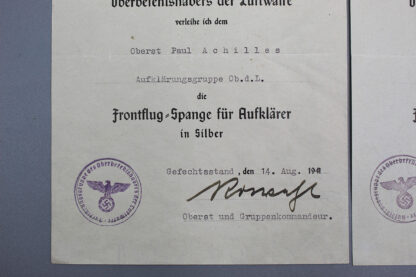 Oberbefehlshabers der Luftwaffe
verleihe ich dem
Oberst Paul Achilles
Aufklärungsgruppe Ob.d.L.
die
Frontflug-Spange für Aufklärer
in Silber
Gefechtsstand, den 14. Aug. 194
Oberst und Gruppenkommandeur.